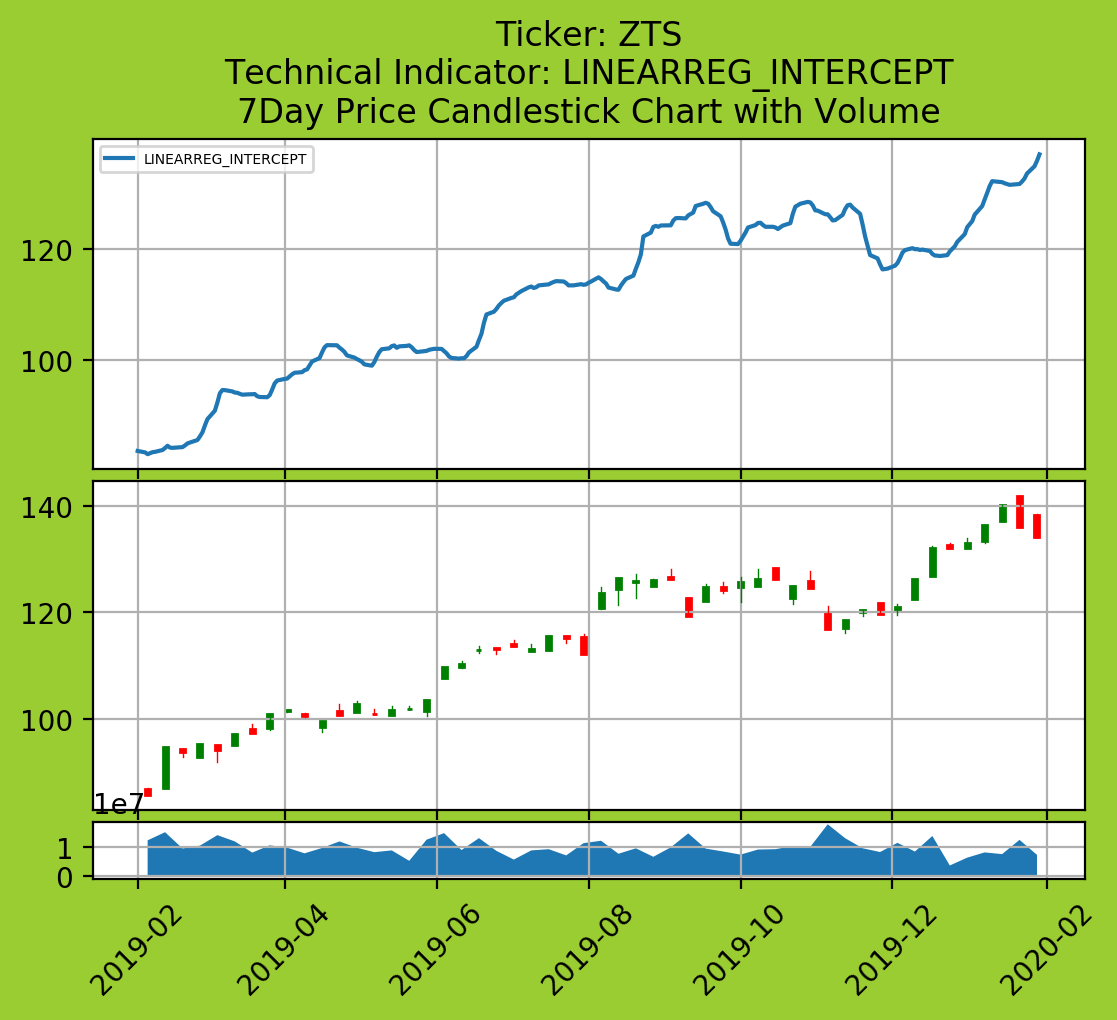 Ticker: ZTS
Technical Indicator: LINEARREG_INTERCEPT
7Day Price Candlestick Chart with Volume
LINEARREG_INTERCEPT
120
100
140
120
100
1e7
1
0
2019-02
2019-04
2019-06
2019-08
2019-10
2019-12
2020-02